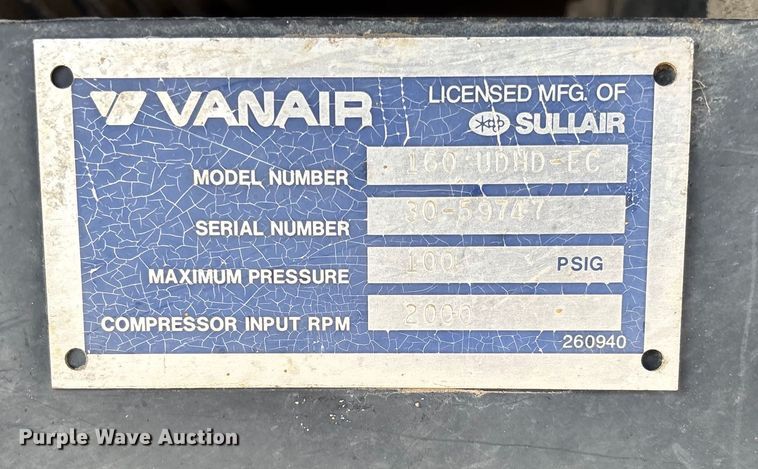 VANAIR
LICENSED MFG. OF
SULLAIR
MODEL NUMBER 160 UDHD-EC
SERIAL NUMBER 30-59747
MAXIMUM PRESSURE 100 PSIG
COMPRESSOR INPUT RPM 2000
260940
Purple Wave Auction